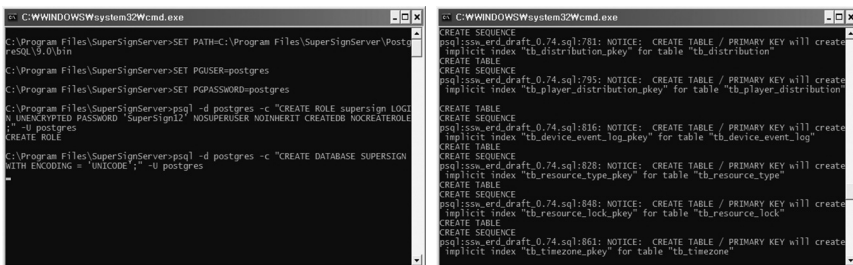 C:\WINDOWS\system32\cmd.exe
C:\Program Files\SuperSignServer>SET PATH=C:\Program Files\SuperSignServer\Postg
reSQL\9.0\bin
C:\Program Files\SuperSignServer>SET PGUSER=postgres
C:\Program Files\SuperSignServer>SET PGPASSWORD=postgres
C:\Program Files\SuperSignServer>psql -d postgres -c "CREATE ROLE supersign LOGI
N UNENCRYPTED PASSWORD 'SuperSign12' NOSUPERUSER NOINHERIT CREATEDB NOCREATEROLE
;" -U postgres
CREATE ROLE
C:\Program Files\SuperSignServer>psql -d postgres -c "CREATE DATABASE SUPERSIGN
WITH ENCODING = 'UNICODE';" -U postgres
C:\WINDOWS\system32\cmd.exe
CREATE SEQUENCE
psql:ssw_erd_draft_0.74.sql:781: NOTICE:  CREATE TABLE / PRIMARY KEY will create
 implicit index "tb_distribution_pkey" for table "tb_distribution"
CREATE TABLE
CREATE SEQUENCE
psql:ssw_erd_draft_0.74.sql:795: NOTICE:  CREATE TABLE / PRIMARY KEY will create
 implicit index "tb_player_distribution_pkey" for table "tb_player_distribution"
CREATE TABLE
CREATE SEQUENCE
psql:ssw_erd_draft_0.74.sql:816: NOTICE:  CREATE TABLE / PRIMARY KEY will create
 implicit index "tb_device_event_log_pkey" for table "tb_device_event_log"
CREATE TABLE
CREATE SEQUENCE
psql:ssw_erd_draft_0.74.sql:828: NOTICE:  CREATE TABLE / PRIMARY KEY will create
 implicit index "tb_resource_type_pkey" for table "tb_resource_type"
CREATE TABLE
CREATE SEQUENCE
psql:ssw_erd_draft_0.74.sql:848: NOTICE:  CREATE TABLE / PRIMARY KEY will create
 implicit index "tb_resource_lock_pkey" for table "tb_resource_lock"
CREATE TABLE
CREATE SEQUENCE
psql:ssw_erd_draft_0.74.sql:861: NOTICE:  CREATE TABLE / PRIMARY KEY will create
 implicit index "tb_timezone_pkey" for table "tb_timezone"